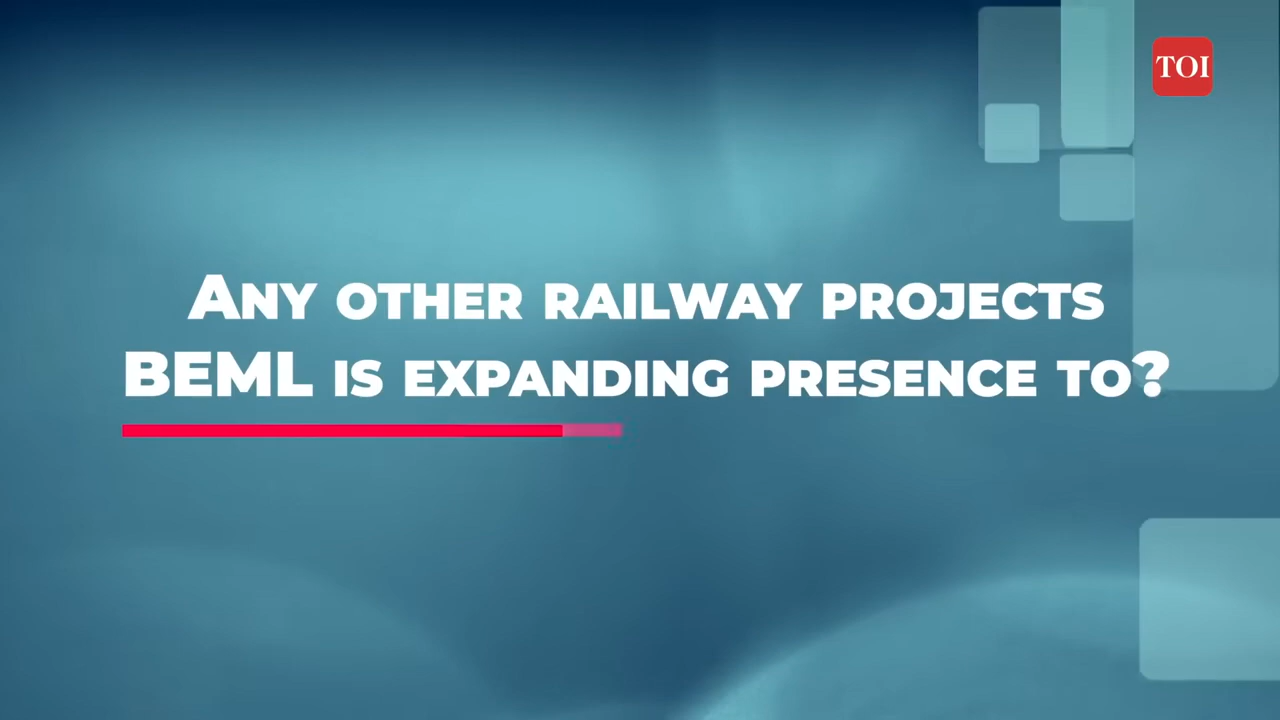 TOI
Any other railway projects
BEML is expanding presence to?